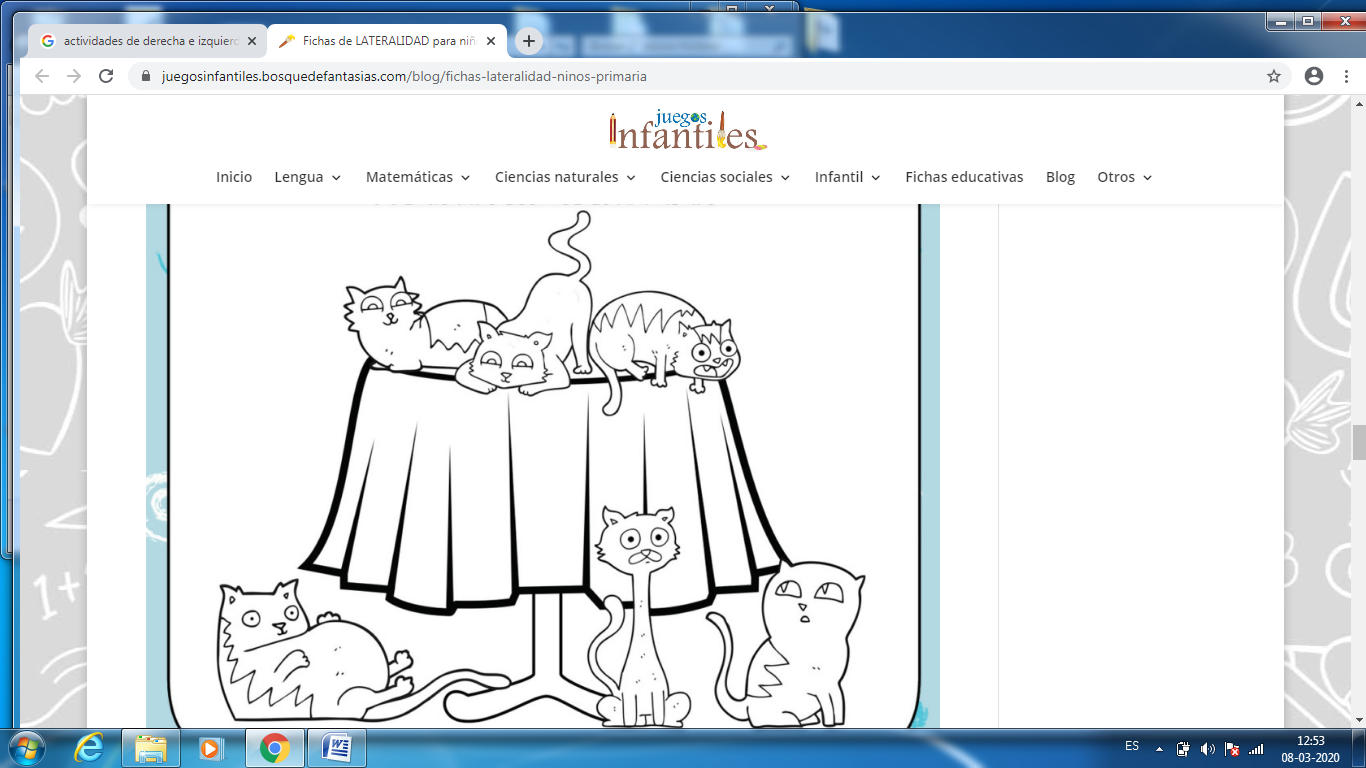 actividades de derecha e izquierd
Fichas de LATERALIDAD para niñ
juegosinfantiles.bosquedefantasias.com/blog/fichas-lateralidad-ninos-primaria
juegos
infantiles
Inicio Lengua Matemáticas Ciencias naturales Ciencias sociales Infantil Fichas educativas Blog Otros
1+
ES
12:53
08-03-2020